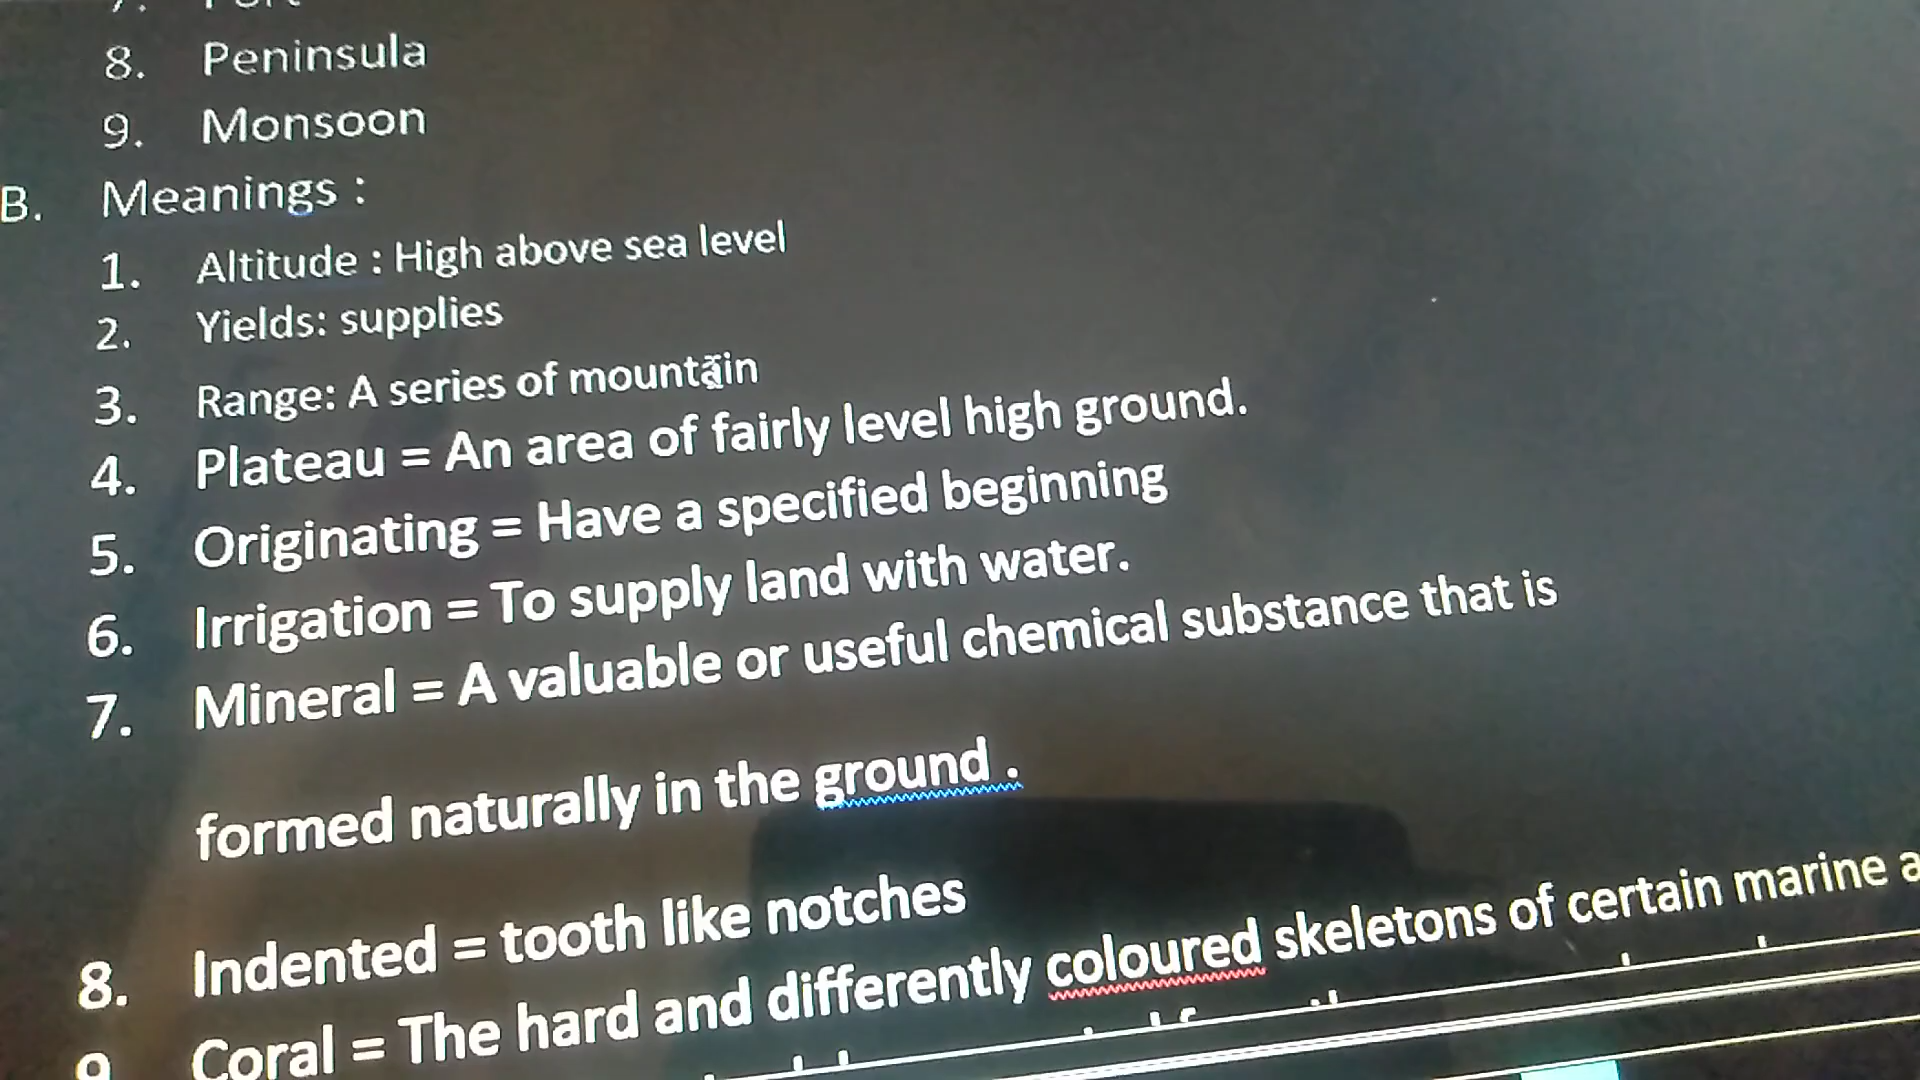 8. Peninsula
9. Monsoon
B. Meanings :
1. Altitude : High above sea level
2. Yields: supplies
3. Range: A series of mountain
4. Plateau = An area of fairly level high ground.
5. Originating = Have a specified beginning
6. Irrigation = To supply land with water.
7. Mineral = A valuable or useful chemical substance that is
formed naturally in the ground .
8. Indented = tooth like notches
9 Coral = The hard and differently coloured skeletons of certain marine a